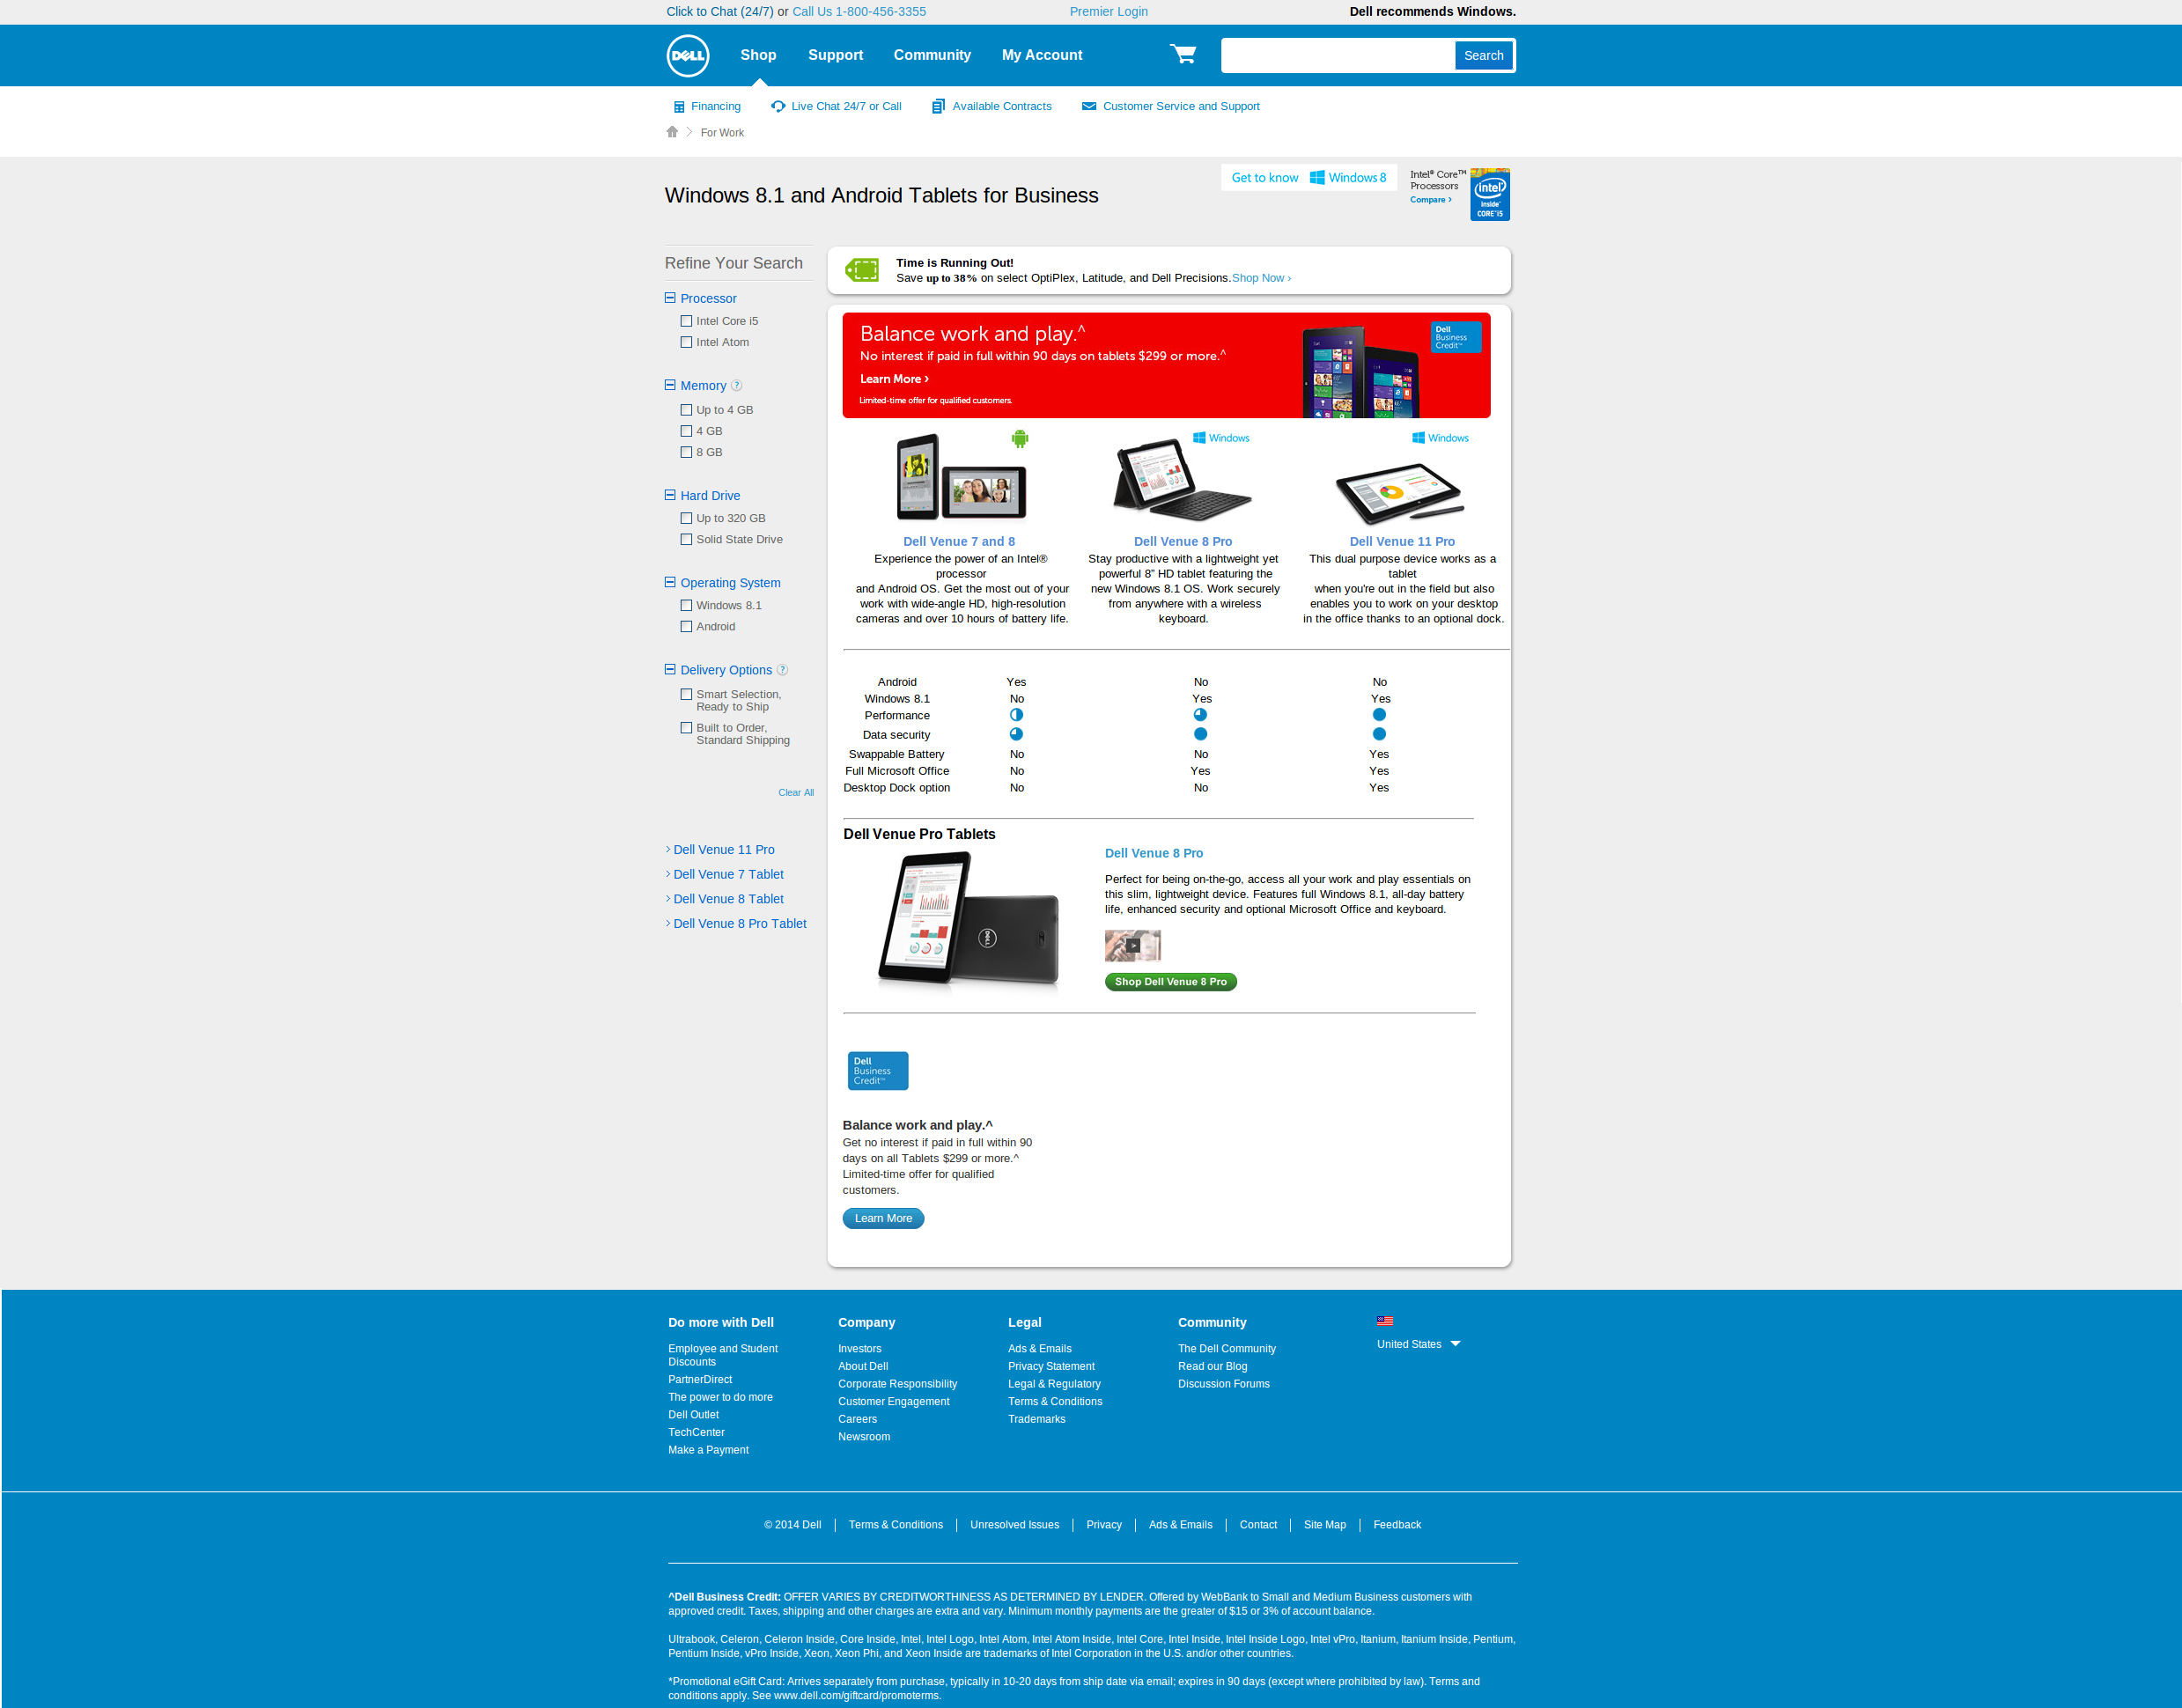 Click to Chat (24/7) or Call Us 1-800-456-3355
Premier Login
Dell recommends Windows.
DELL
Shop
Support
Community
My Account
Search
Financing
Live Chat 24/7 or Call
Available Contracts
Customer Service and Support
For Work
Windows 8.1 and Android Tablets for Business
Get to know Windows 8
Intel® Core™
Processors
Compare ›
intel inside™
CORE™ i5
Refine Your Search
Processor
Intel Core i5
Intel Atom
Memory ?
Up to 4 GB
4 GB
8 GB
Hard Drive
Up to 320 GB
Solid State Drive
Operating System
Windows 8.1
Android
Delivery Options ?
Smart Selection,
Ready to Ship
Built to Order,
Standard Shipping
Clear All
Dell Venue 11 Pro
Dell Venue 7 Tablet
Dell Venue 8 Tablet
Dell Venue 8 Pro Tablet
Time is Running Out!
Save up to 38% on select OptiPlex, Latitude, and Dell Precisions.Shop Now ›
Balance work and play.^
No interest if paid in full within 90 days on tablets $299 or more.^
Learn More ›
Limited-time offer for qualified customers.
Dell
Business
Credit™
Windows
Windows
Dell Venue 7 and 8
Experience the power of an Intel®
processor
and Android OS. Get the most out of your
work with wide-angle HD, high-resolution
cameras and over 10 hours of battery life.
Dell Venue 8 Pro
Stay productive with a lightweight yet
powerful 8” HD tablet featuring the
new Windows 8.1 OS. Work securely
from anywhere with a wireless
keyboard.
Dell Venue 11 Pro
This dual purpose device works as a
tablet
when you're out in the field but also
enables you to work on your desktop
in the office thanks to an optional dock.
Android Yes No No
Windows 8.1 No Yes Yes
Performance
Data security
Swappable Battery No No Yes
Full Microsoft Office No Yes Yes
Desktop Dock option No No Yes
Dell Venue Pro Tablets
DELL
Dell Venue 8 Pro
Perfect for being on-the-go, access all your work and play essentials on
this slim, lightweight device. Features full Windows 8.1, all-day battery
life, enhanced security and optional Microsoft Office and keyboard.
Shop Dell Venue 8 Pro
Dell
Business
Credit™
Balance work and play.^
Get no interest if paid in full within 90
days on all Tablets $299 or more.^
Limited-time offer for qualified
customers.
Learn More
Do more with Dell
Employee and Student
Discounts
PartnerDirect
The power to do more
Dell Outlet
TechCenter
Make a Payment
Company
Investors
About Dell
Corporate Responsibility
Customer Engagement
Careers
Newsroom
Legal
Ads & Emails
Privacy Statement
Legal & Regulatory
Terms & Conditions
Trademarks
Community
The Dell Community
Read our Blog
Discussion Forums
United States
© 2014 Dell
Terms & Conditions
Unresolved Issues
Privacy
Ads & Emails
Contact
Site Map
Feedback
^Dell Business Credit: OFFER VARIES BY CREDITWORTHINESS AS DETERMINED BY LENDER. Offered by WebBank to Small and Medium Business customers with
approved credit. Taxes, shipping and other charges are extra and vary. Minimum monthly payments are the greater of $15 or 3% of account balance.
Ultrabook, Celeron, Celeron Inside, Core Inside, Intel, Intel Logo, Intel Atom, Intel Atom Inside, Intel Core, Intel Inside, Intel Inside Logo, Intel vPro, Itanium, Itanium Inside, Pentium,
Pentium Inside, vPro Inside, Xeon, Xeon Phi, and Xeon Inside are trademarks of Intel Corporation in the U.S. and/or other countries.
*Promotional eGift Card: Arrives separately from purchase, typically in 10-20 days from ship date via email; expires in 90 days (except where prohibited by law). Terms and
conditions apply. See www.dell.com/giftcard/promoterms.